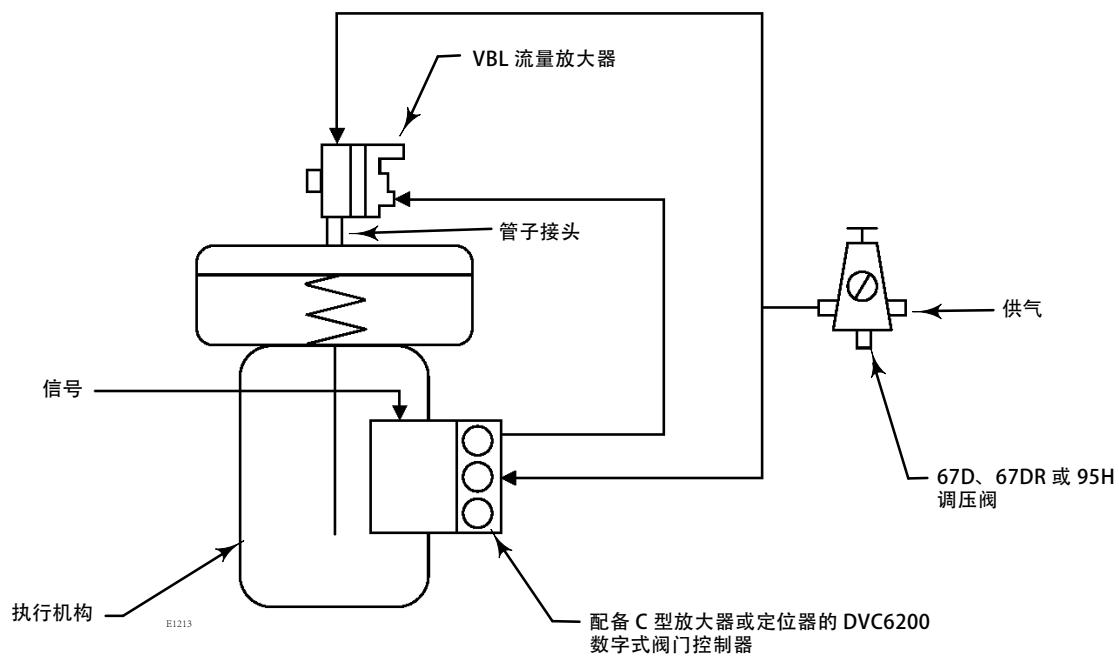 VBL 流量放大器
管子接头
供气
信号
67D、67DR 或 95H
调压阀
执行机构
E1213
配备 C 型放大器或定位器的 DVC6200
数字式阀门控制器